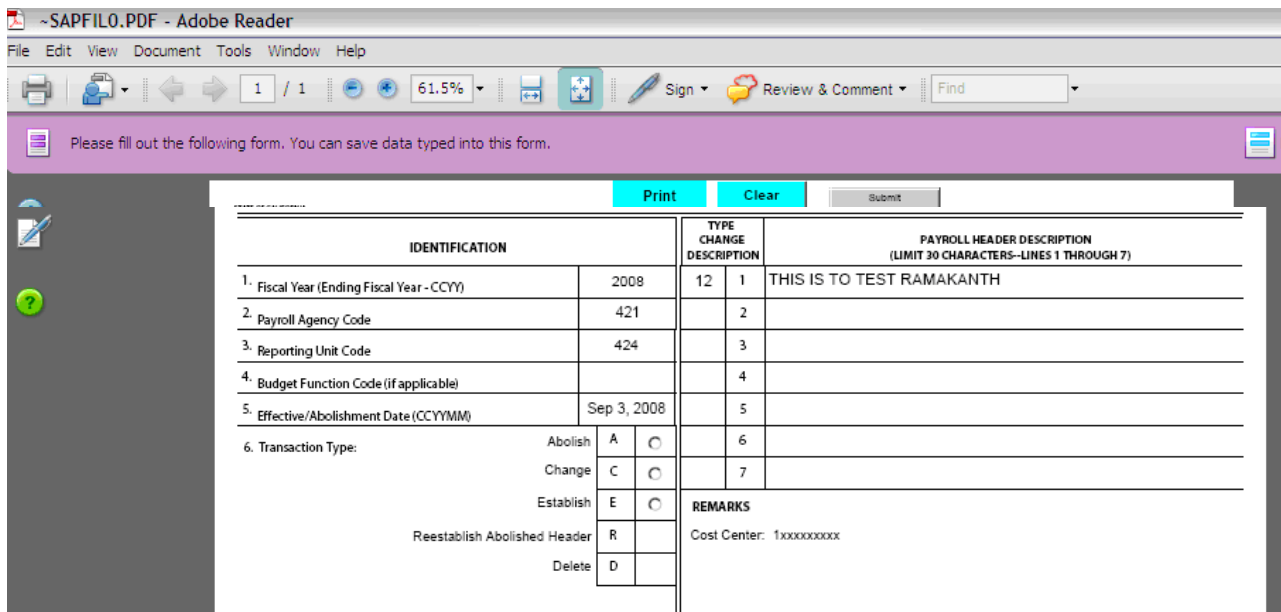 ~SAPFIL0.PDF - Adobe Reader
File Edit View Document Tools Window Help
1 / 1 61.5% Sign Review & Comment Find
Please fill out the following form. You can save data typed into this form.
Print Clear Submit
IDENTIFICATION
TYPE CHANGE DESCRIPTION
PAYROLL HEADER DESCRIPTION
(LIMIT 30 CHARACTERS--LINES 1 THROUGH 7)
1. Fiscal Year (Ending Fiscal Year - CCYY) 2008 12 1 THIS IS TO TEST RAMAKANTH
2. Payroll Agency Code 421 2
3. Reporting Unit Code 424 3
4. Budget Function Code (if applicable) 4
5. Effective/Abolishment Date (CCYYMM) Sep 3, 2008 5
6. Transaction Type: Abolish A 6
Change C 7
Establish E REMARKS
Reestablish Abolished Header R Cost Center: 1xxxxxxxxx
Delete D